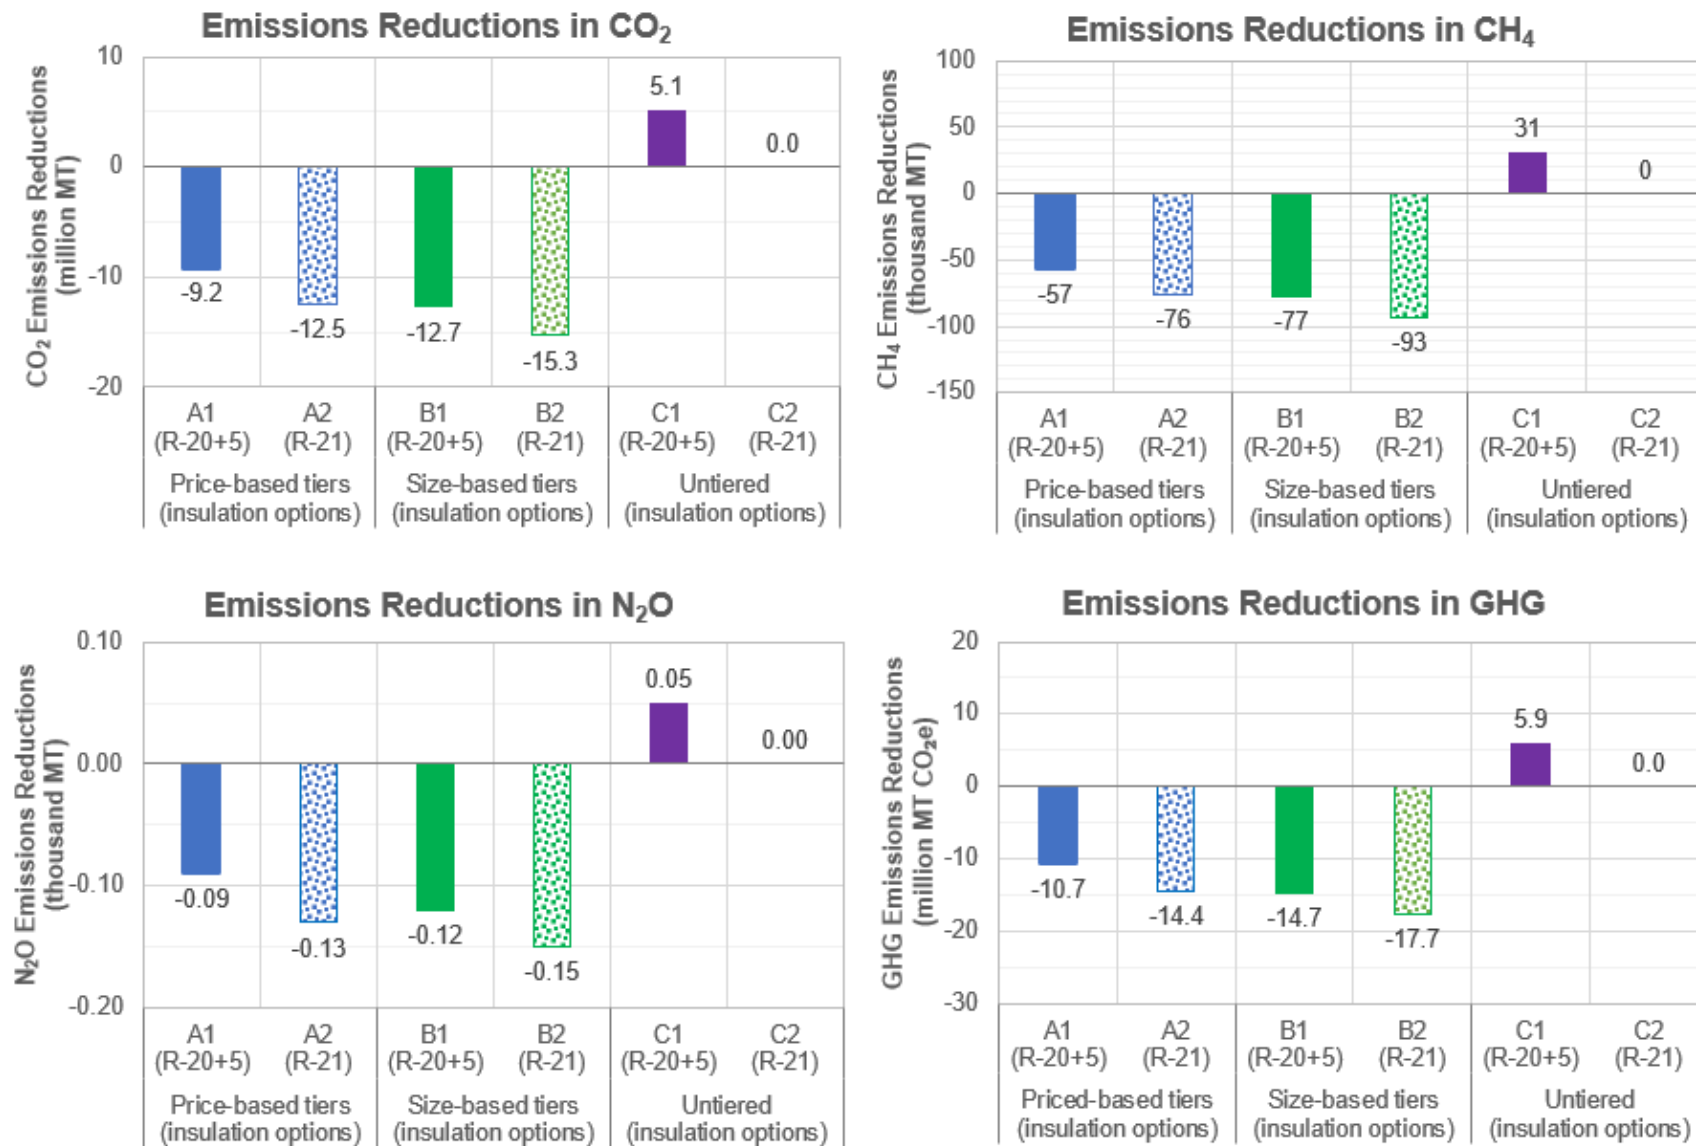 Emissions Reductions in CO₂
CO₂ Emissions Reductions
(million MT)
10
0
-10
-20
-9.2
-12.5
-12.7
-15.3
5.1
0.0
A1 A2 B1 B2 C1 C2
(R-20+5) (R-21) (R-20+5) (R-21) (R-20+5) (R-21)
Price-based tiers Size-based tiers Untiered
(insulation options) (insulation options) (insulation options)
Emissions Reductions in CH₄
CH₄ Emissions Reductions
(thousand MT)
100
50
0
-50
-100
-150
-57
-76
-77
-93
31
0
A1 A2 B1 B2 C1 C2
(R-20+5) (R-21) (R-20+5) (R-21) (R-20+5) (R-21)
Price-based tiers Size-based tiers Untiered
(insulation options) (insulation options) (insulation options)
Emissions Reductions in N₂O
N₂O Emissions Reductions
(thousand MT)
0.10
0.00
-0.10
-0.20
-0.09
-0.13
-0.12
-0.15
0.05
0.00
A1 A2 B1 B2 C1 C2
(R-20+5) (R-21) (R-20+5) (R-21) (R-20+5) (R-21)
Price-based tiers Size-based tiers Untiered
(insulation options) (insulation options) (insulation options)
Emissions Reductions in GHG
GHG Emissions Reductions
(million MT CO₂e)
20
10
0
-10
-20
-30
-10.7
-14.4
-14.7
-17.7
5.9
0.0
A1 A2 B1 B2 C1 C2
(R-20+5) (R-21) (R-20+5) (R-21) (R-20+5) (R-21)
Priced-based tiers Size-based tiers Untiered
(insulation options) (insulation options) (insulation options)